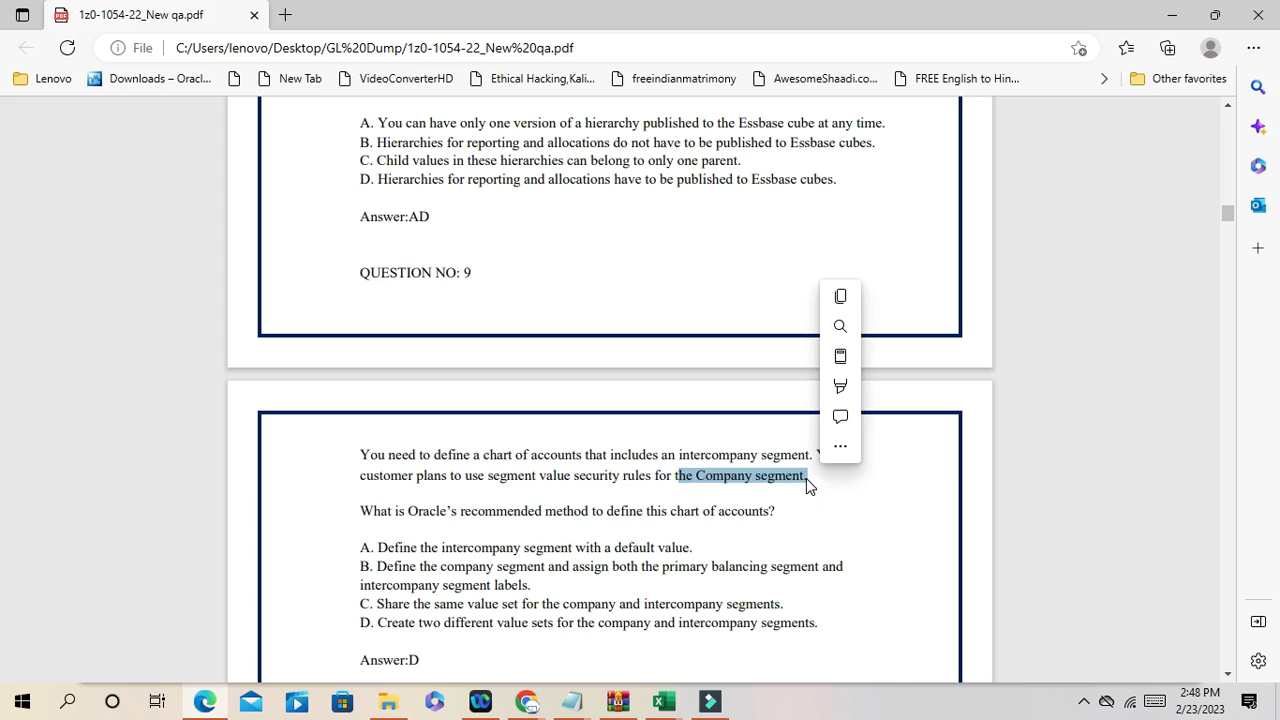 1z0-1054-22_New qa.pdf
File
C:/Users/lenovo/Desktop/GL%20Dump/1z0-1054-22_New%20qa.pdf
Lenovo
Downloads – Oracl...
New Tab
VideoConverterHD
Ethical Hacking,Kali...
freeindianmatrimony
AwesomeShaadi.co...
FREE English to Hin...
Other favorites
A. You can have only one version of a hierarchy published to the Essbase cube at any time.
B. Hierarchies for reporting and allocations do not have to be published to Essbase cubes.
C. Child values in these hierarchies can belong to only one parent.
D. Hierarchies for reporting and allocations have to be published to Essbase cubes.
Answer:AD
QUESTION NO: 9
You need to define a chart of accounts that includes an intercompany segment.
customer plans to use segment value security rules for the Company segment.
What is Oracle’s recommended method to define this chart of accounts?
A. Define the intercompany segment with a default value.
B. Define the company segment and assign both the primary balancing segment and
intercompany segment labels.
C. Share the same value set for the company and intercompany segments.
D. Create two different value sets for the company and intercompany segments.
Answer:D
2:48 PM
2/23/2023